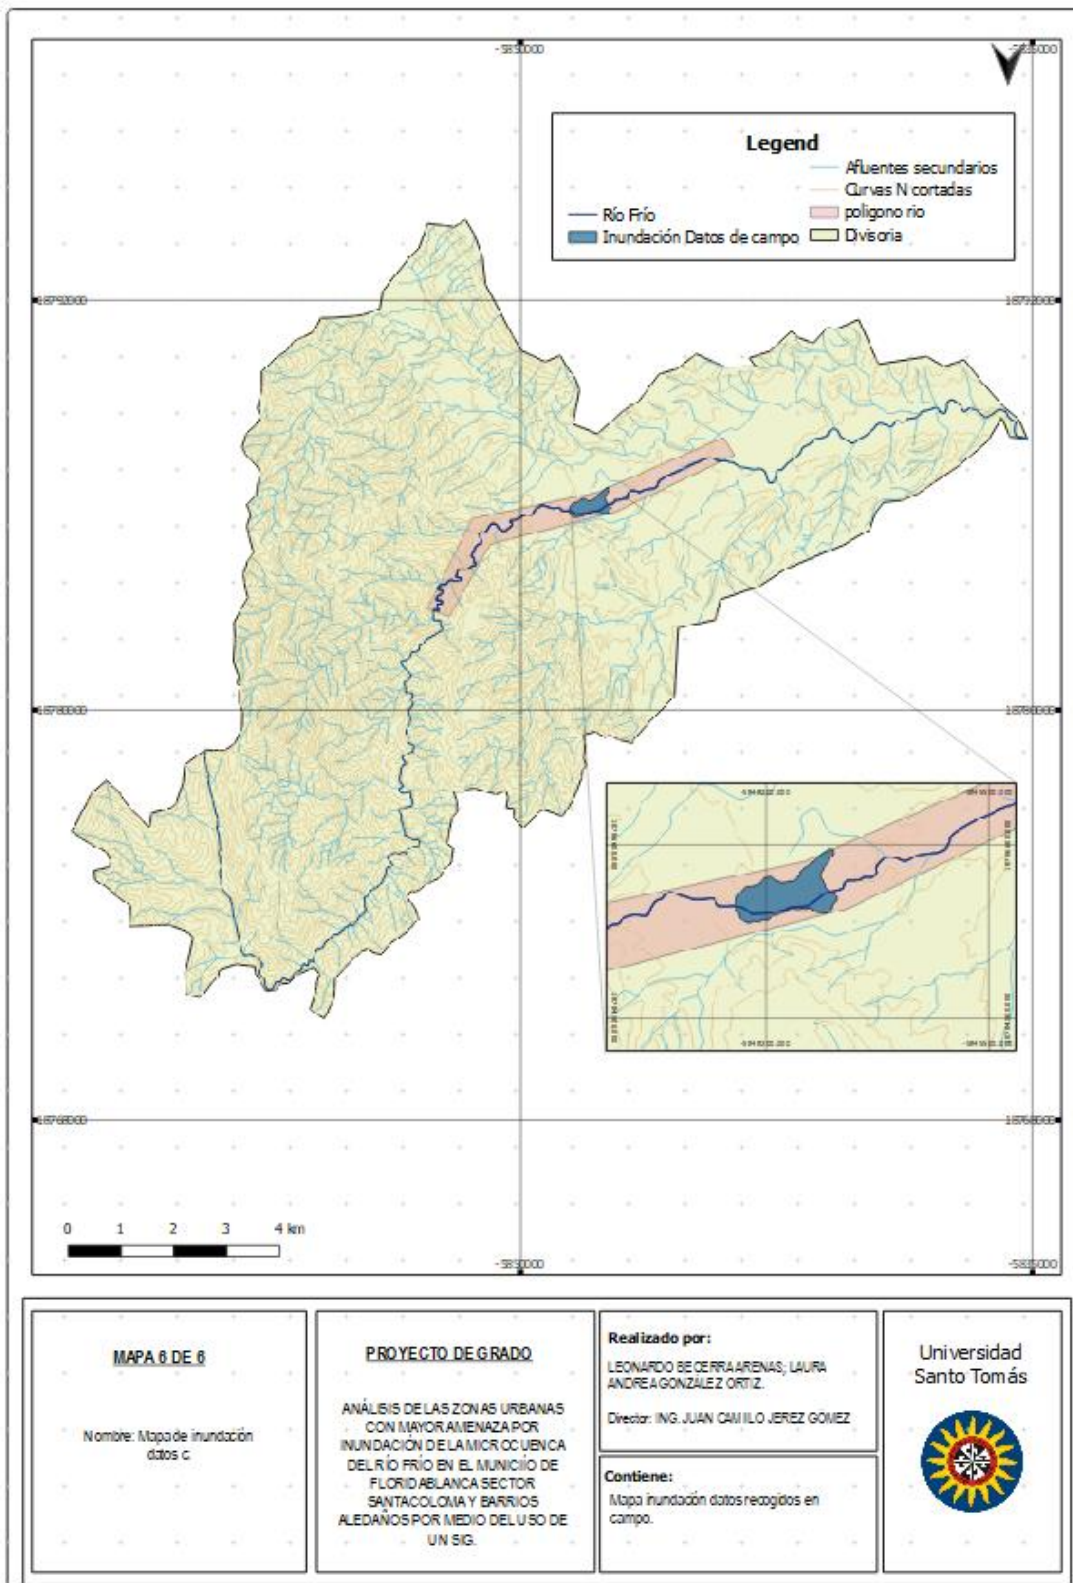 Legend
Afluentes secundarios
Curvas N cortadas
Río Frío
poligono rio
Inundación Datos de campo
Divisoria
0 1 2 3 4 km
MAPA 6 DE 6
Nombre: Mapa de inundación
datos c.
PROYECTO DE GRADO
ANÁLISIS DE LAS ZONAS URBANAS
CON MAYOR AMENAZA POR
INUNDACIÓN DE LA MICROCUENCA
DEL RÍO FRÍO EN EL MUNICIÍO DE
FLORIDABLANCA SECTOR
SANTACOLOMA Y BARRIOS
ALEDAÑOS POR MEDIO DEL USO DE
UN SIG.
Realizado por:
LEONARDO BECERRA ARENAS; LAURA
ANDREA GONZÁLEZ ORTIZ.
Director: ING. JUAN CAMILO JEREZ GOMEZ
Contiene:
Mapa inundación datos recogidos en
campo.
Universidad
Santo Tomás